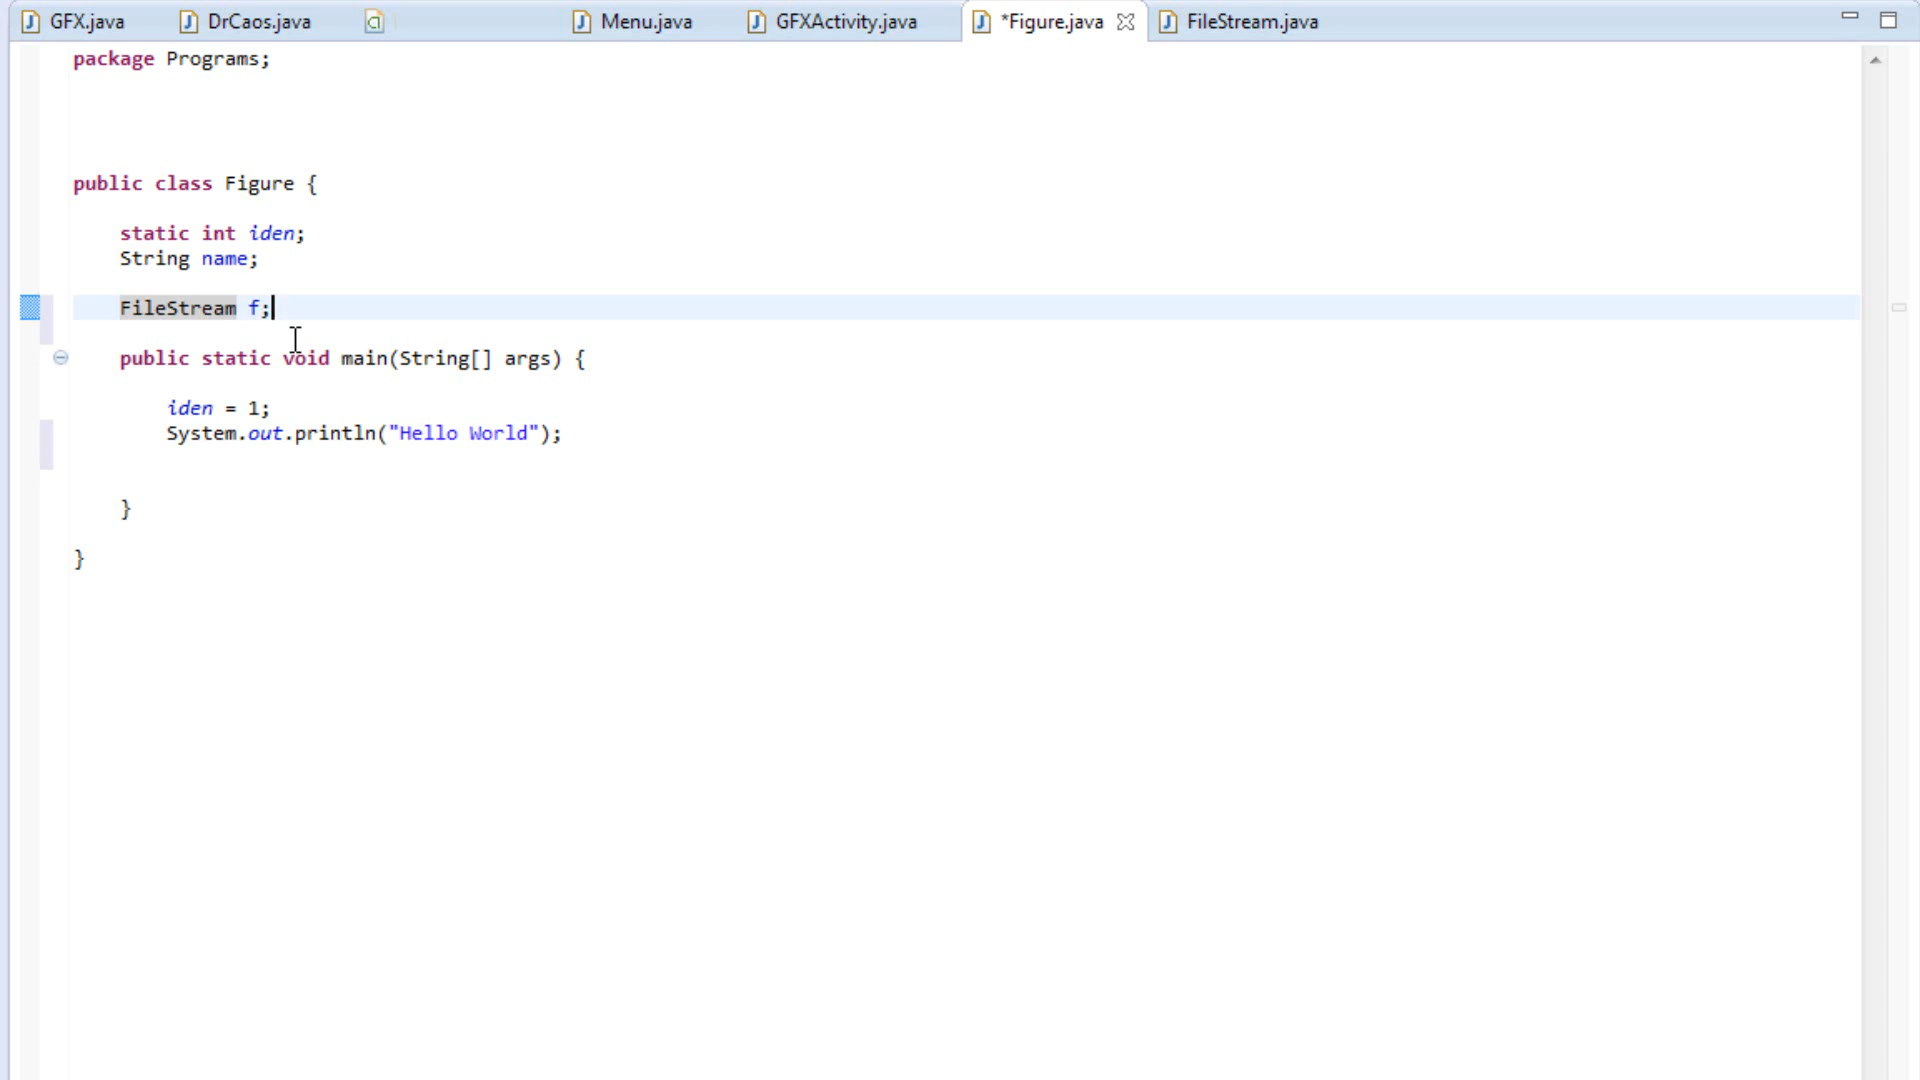 GFX.java DrCaos.java Menu.java GFXActivity.java *Figure.java FileStream.java
package Programs;
public class Figure {
static int iden;
String name;
FileStream f;
public static void main(String[] args) {
iden = 1;
System.out.println("Hello World");
}
}